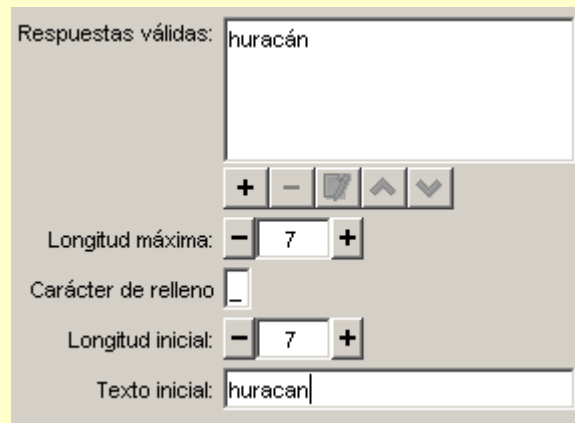 Respuestas válidas: huracán
+ −
Longitud máxima: − 7 +
Carácter de relleno _
Longitud inicial: − 7 +
Texto inicial: huracan